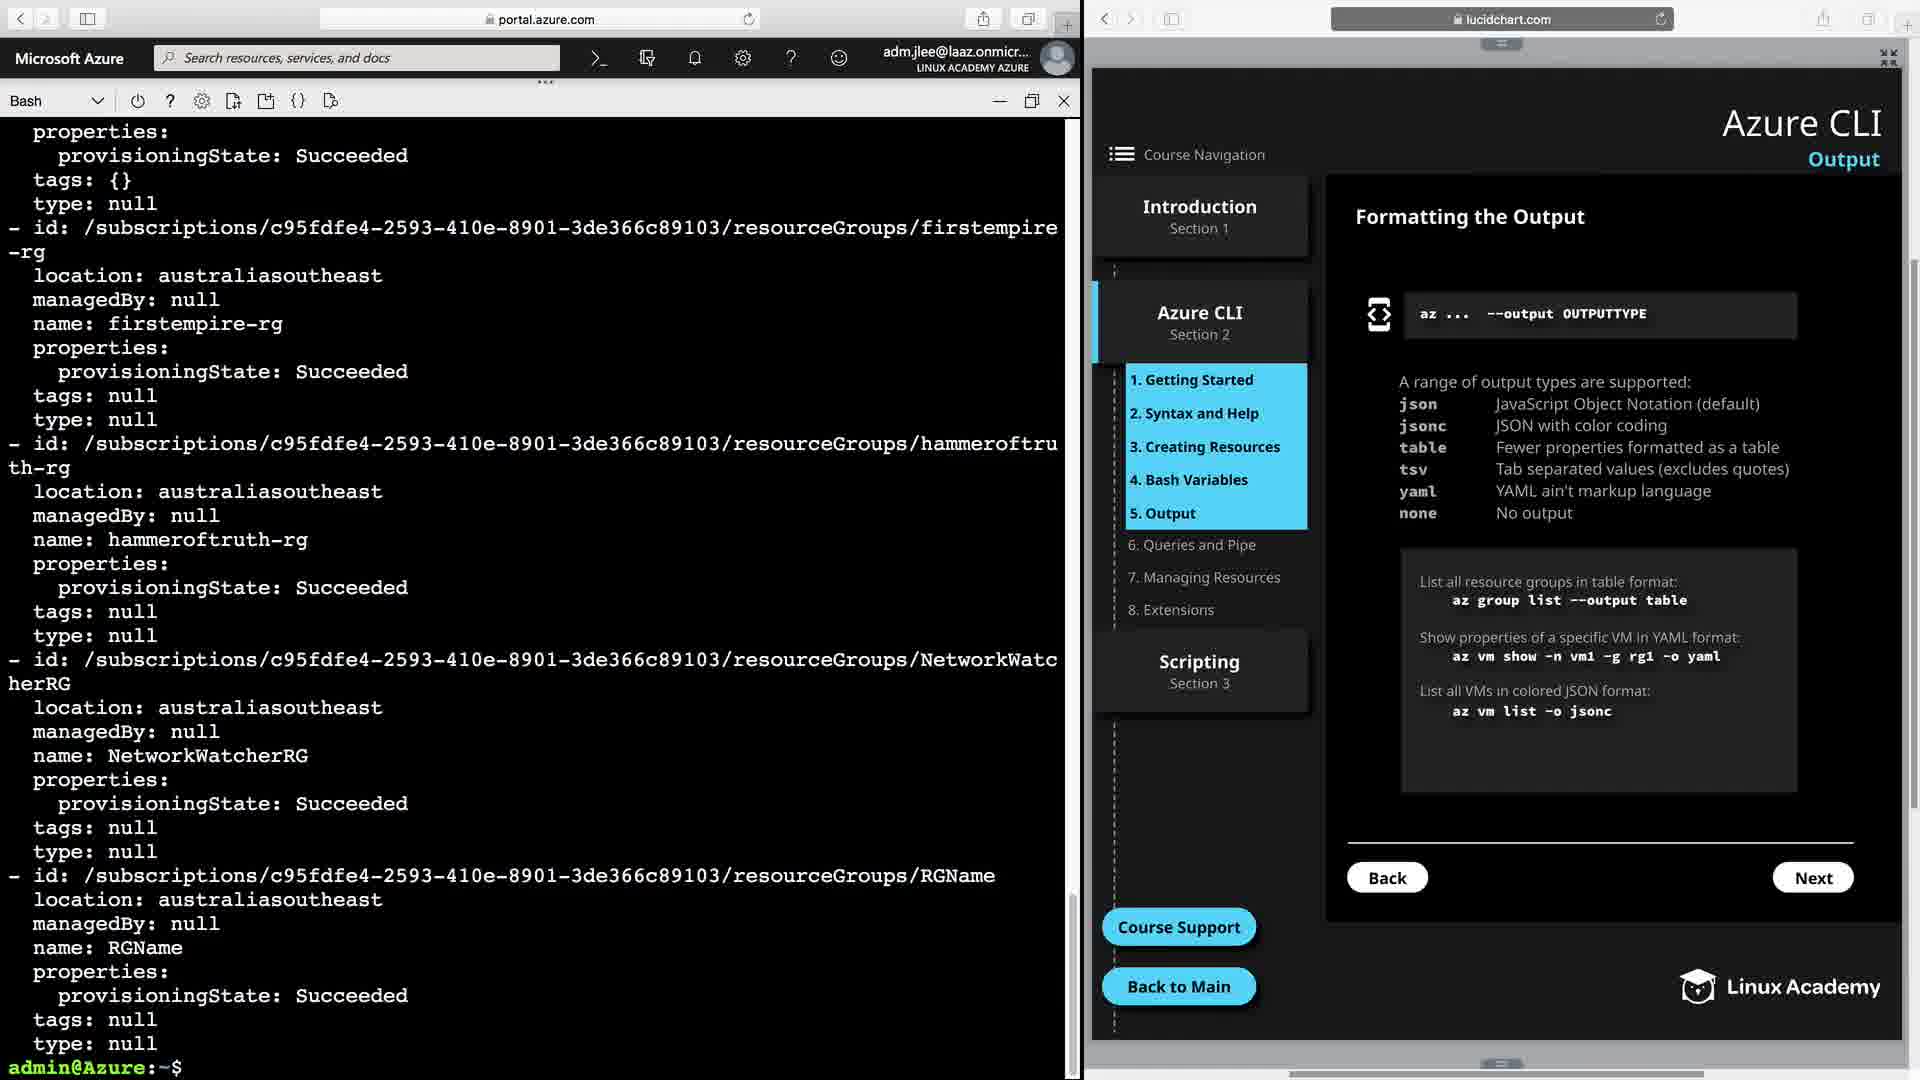 portal.azure.com
Microsoft Azure
Search resources, services, and docs
adm.jlee@laaz.onmicr...
LINUX ACADEMY AZURE
Bash
properties:
provisioningState: Succeeded
tags: {}
type: null
- id: /subscriptions/c95fdfe4-2593-410e-8901-3de366c89103/resourceGroups/firstempire
-rg
location: australiasoutheast
managedBy: null
name: firstempire-rg
properties:
provisioningState: Succeeded
tags: null
type: null
- id: /subscriptions/c95fdfe4-2593-410e-8901-3de366c89103/resourceGroups/hammeroftru
th-rg
location: australiasoutheast
managedBy: null
name: hammeroftruth-rg
properties:
provisioningState: Succeeded
tags: null
type: null
- id: /subscriptions/c95fdfe4-2593-410e-8901-3de366c89103/resourceGroups/NetworkWatc
herRG
location: australiasoutheast
managedBy: null
name: NetworkWatcherRG
properties:
provisioningState: Succeeded
tags: null
type: null
- id: /subscriptions/c95fdfe4-2593-410e-8901-3de366c89103/resourceGroups/RGName
location: australiasoutheast
managedBy: null
name: RGName
properties:
provisioningState: Succeeded
tags: null
type: null
admin@Azure:~$
lucidchart.com
Azure CLI
Output
Course Navigation
Introduction
Section 1
Azure CLI
Section 2
1. Getting Started
2. Syntax and Help
3. Creating Resources
4. Bash Variables
5. Output
6. Queries and Pipe
7. Managing Resources
8. Extensions
Scripting
Section 3
Course Support
Back to Main
Formatting the Output
az ... --output OUTPUTTYPE
A range of output types are supported:
json JavaScript Object Notation (default)
jsonc JSON with color coding
table Fewer properties formatted as a table
tsv Tab separated values (excludes quotes)
yaml YAML ain't markup language
none No output
List all resource groups in table format:
az group list --output table
Show properties of a specific VM in YAML format:
az vm show -n vm1 -g rg1 -o yaml
List all VMs in colored JSON format:
az vm list -o jsonc
Back
Next
Linux Academy